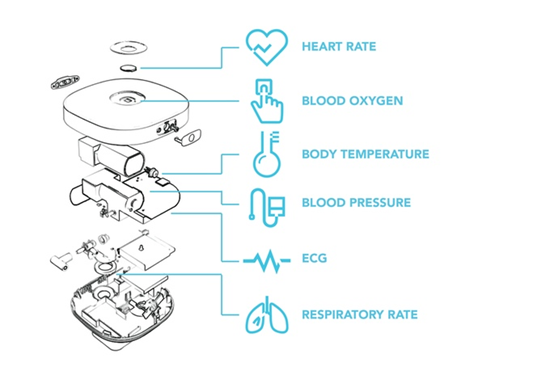 HEART RATE
BLOOD OXYGEN
BODY TEMPERATURE
BLOOD PRESSURE
ECG
RESPIRATORY RATE